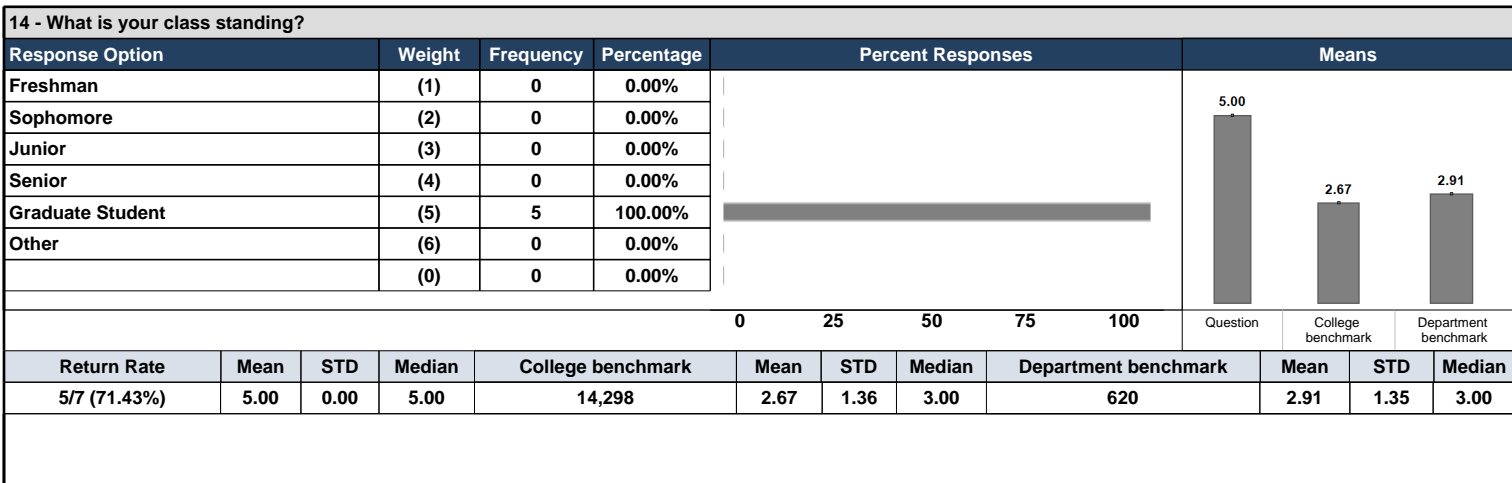 14 - What is your class standing?
Response Option Weight Frequency Percentage Percent Responses Means
Freshman (1) 0 0.00%
Sophomore (2) 0 0.00%
Junior (3) 0 0.00%
Senior (4) 0 0.00%
Graduate Student (5) 5 100.00%
Other (6) 0 0.00%
(0) 0 0.00%
5.00
2.67
2.91
0 25 50 75 100
Question College benchmark Department benchmark
Return Rate Mean STD Median College benchmark Mean STD Median Department benchmark Mean STD Median
5/7 (71.43%) 5.00 0.00 5.00 14,298 2.67 1.36 3.00 620 2.91 1.35 3.00